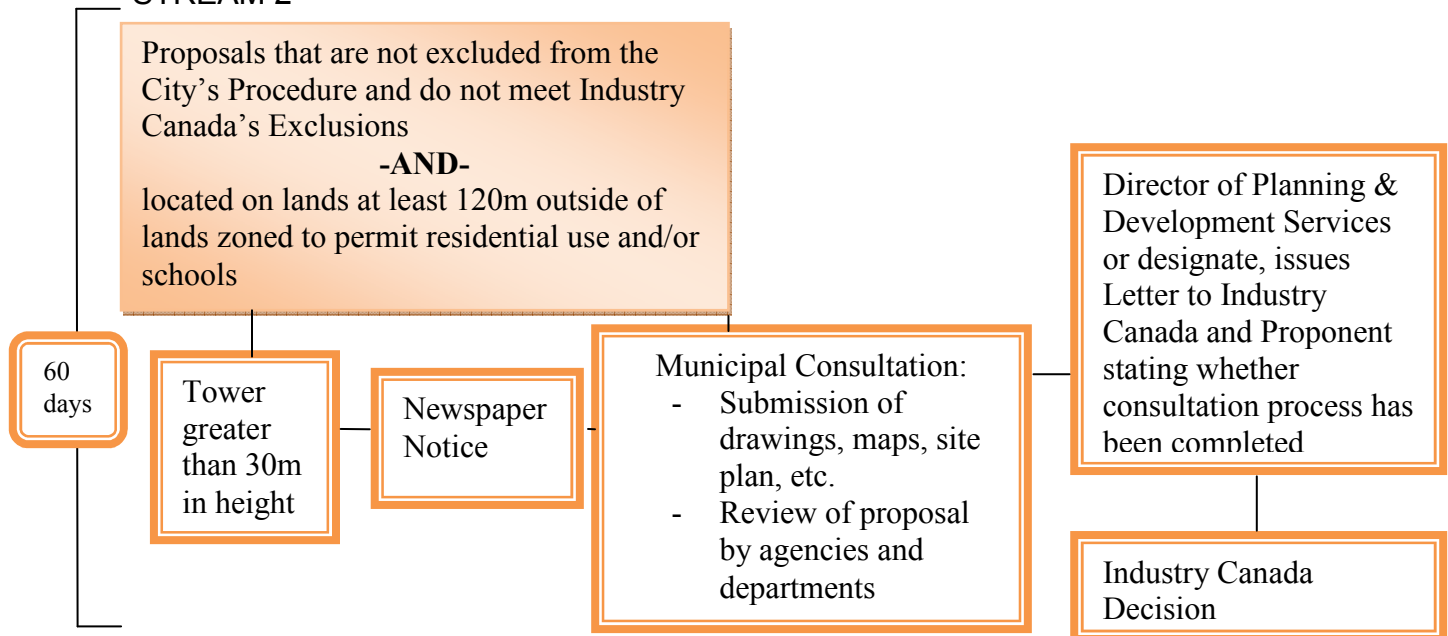 STREAM 2
Proposals that are not excluded from the
City’s Procedure and do not meet Industry
Canada’s Exclusions
-AND-
located on lands at least 120m outside of
lands zoned to permit residential use and/or
schools
60
days
Tower
greater
than 30m
in height
Newspaper
Notice
Municipal Consultation:
- Submission of
drawings, maps, site
plan, etc.
- Review of proposal
by agencies and
departments
Director of Planning &
Development Services
or designate, issues
Letter to Industry
Canada and Proponent
stating whether
consultation process has
been completed
Industry Canada
Decision